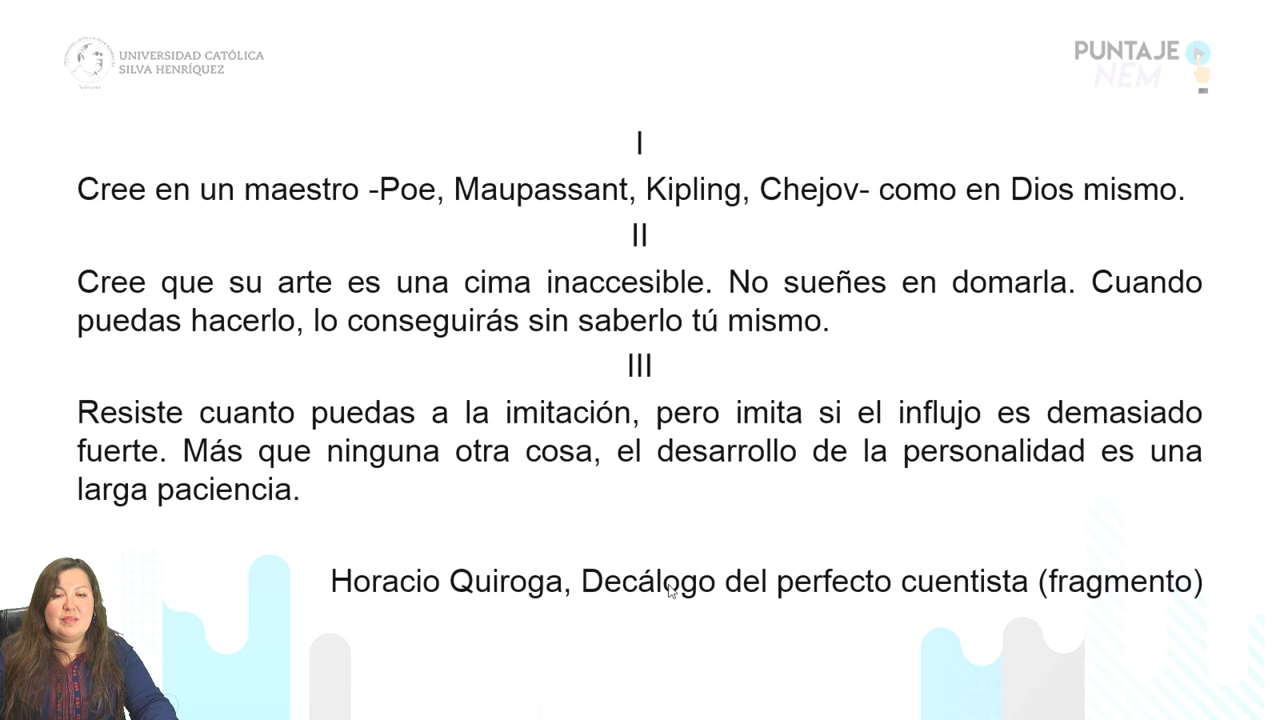 UNIVERSIDAD CATÓLICA
SILVA HENRÍQUEZ
PUNTAJE
NEM
I
Cree en un maestro -Poe, Maupassant, Kipling, Chejov- como en Dios mismo.
II
Cree que su arte es una cima inaccesible. No sueñes en domarla. Cuando
puedas hacerlo, lo conseguirás sin saberlo tú mismo.
III
Resiste cuanto puedas a la imitación, pero imita si el influjo es demasiado
fuerte. Más que ninguna otra cosa, el desarrollo de la personalidad es una
larga paciencia.
Horacio Quiroga, Decálogo del perfecto cuentista (fragmento)